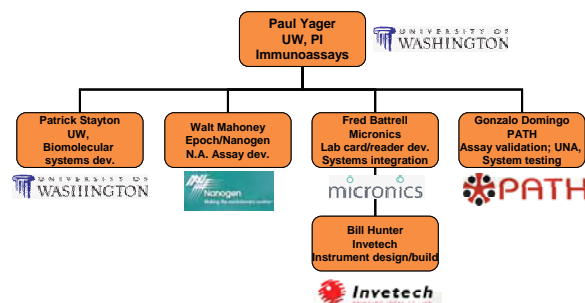 Paul Yager
UW, PI
Immunoassays
UNIVERSITY OF
WASHINGTON
Patrick Stayton
UW,
Biomolecular
systems dev.
Walt Mahoney
Epoch/Nanogen
N.A. Assay dev.
Fred Battrell
Micronics
Lab card/reader dev.
Systems integration
Gonzalo Domingo
PATH
Assay validation; UNA,
System testing
UNIVERSITY OF
WASHINGTON
Nanogen
micronics
PATH
Bill Hunter
Invetech
Instrument design/build
Invetech